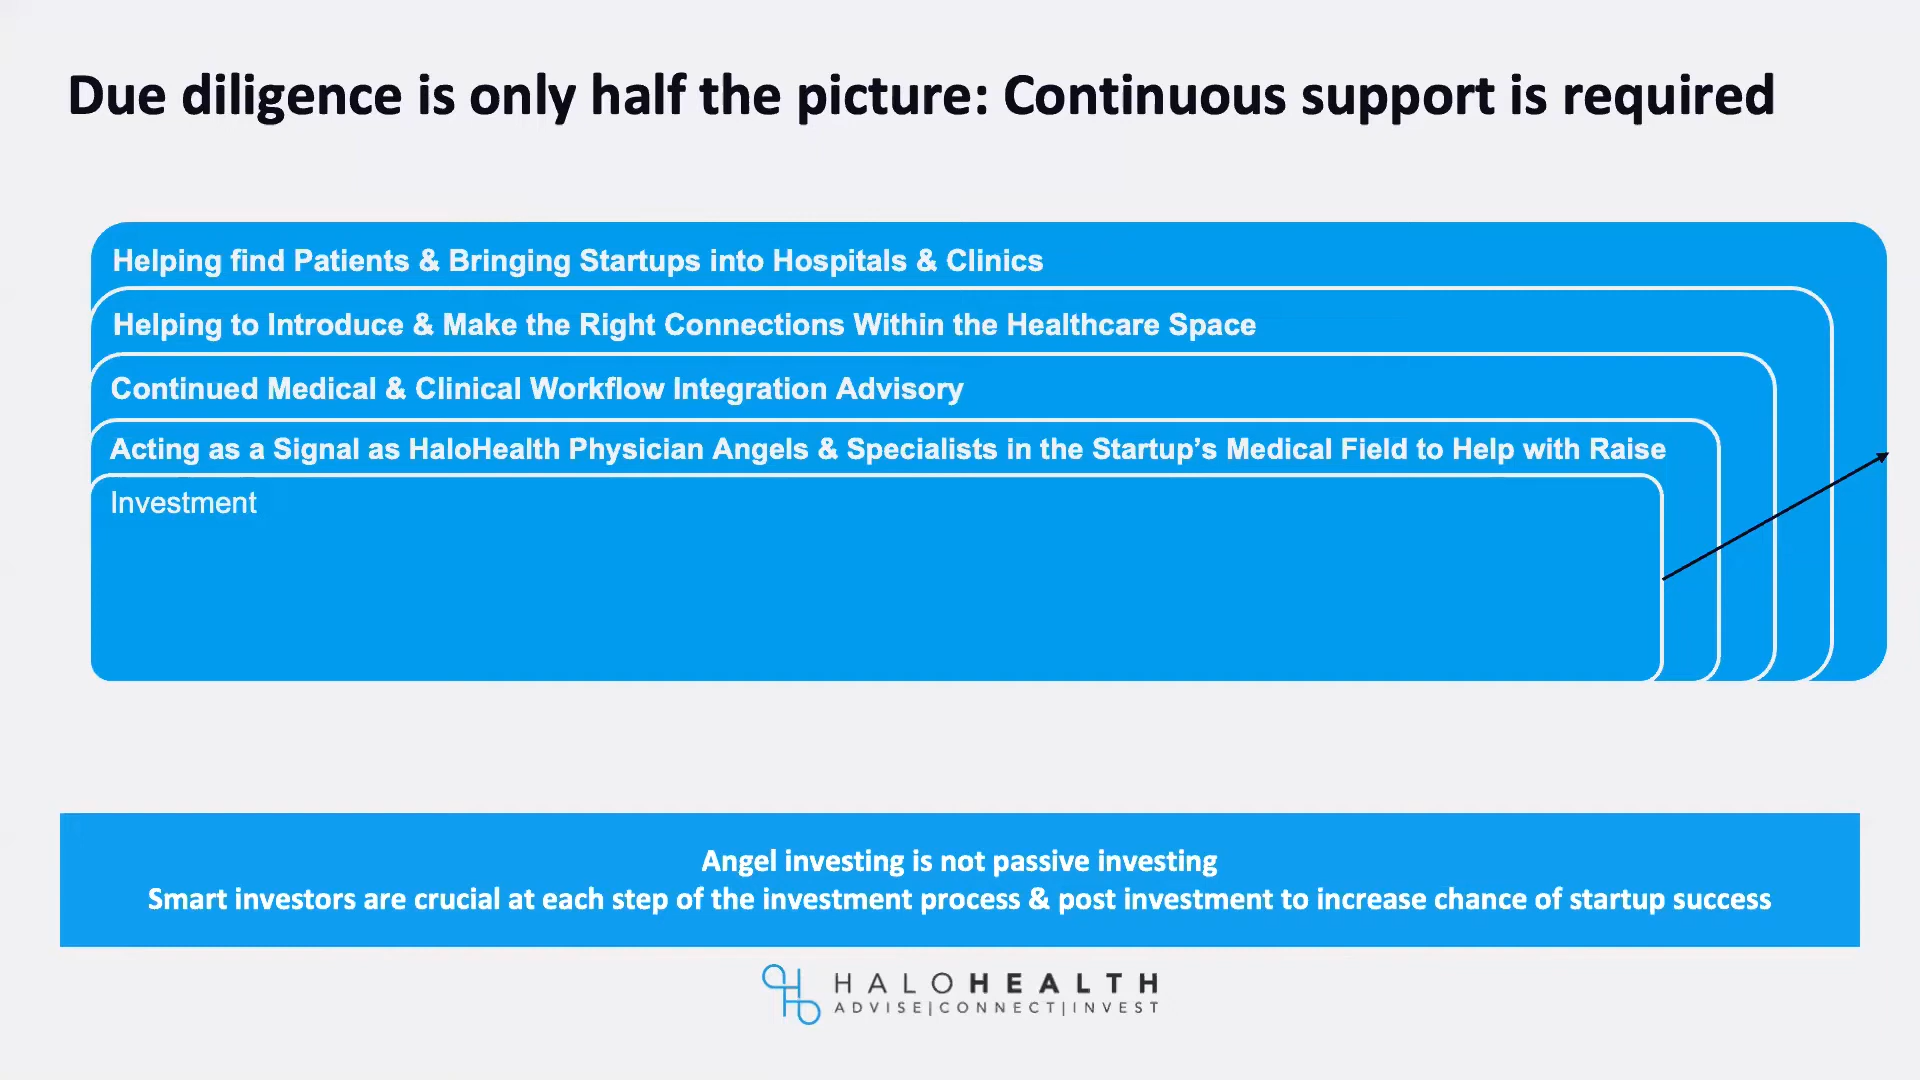 Due diligence is only half the picture: Continuous support is required
Helping find Patients & Bringing Startups into Hospitals & Clinics
Helping to Introduce & Make the Right Connections Within the Healthcare Space
Continued Medical & Clinical Workflow Integration Advisory
Acting as a Signal as HaloHealth Physician Angels & Specialists in the Startup’s Medical Field to Help with Raise
Investment
Angel investing is not passive investing
Smart investors are crucial at each step of the investment process & post investment to increase chance of startup success
HALOHEALTH
ADVISE|CONNECT|INVEST